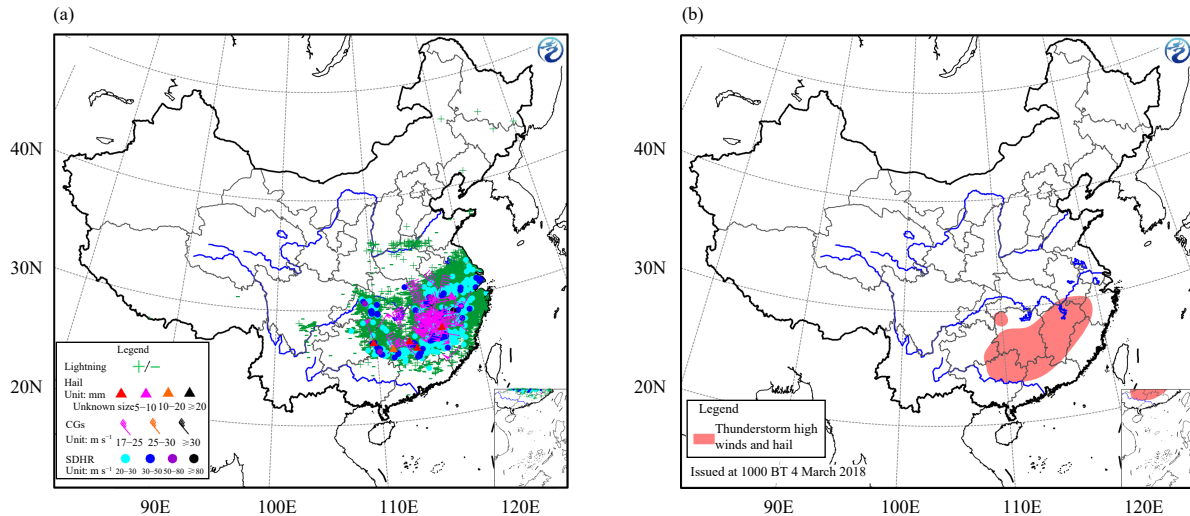 (a)
(b)
40N
30N
20N
90E
100E
110E
120E
Legend
Lightning
+/−
Hail
Unit: mm
Unknown size 5−10 10−20 ≥20
CGs
Unit: m s⁻¹ 17−25 25−30 ≥30
SDHR
Unit: m s⁻¹ 20−30 30−50 50−80 ≥80
40N
30N
20N
90E
100E
110E
120E
Legend
Thunderstorm high
winds and hail
Issued at 1000 BT 4 March 2018